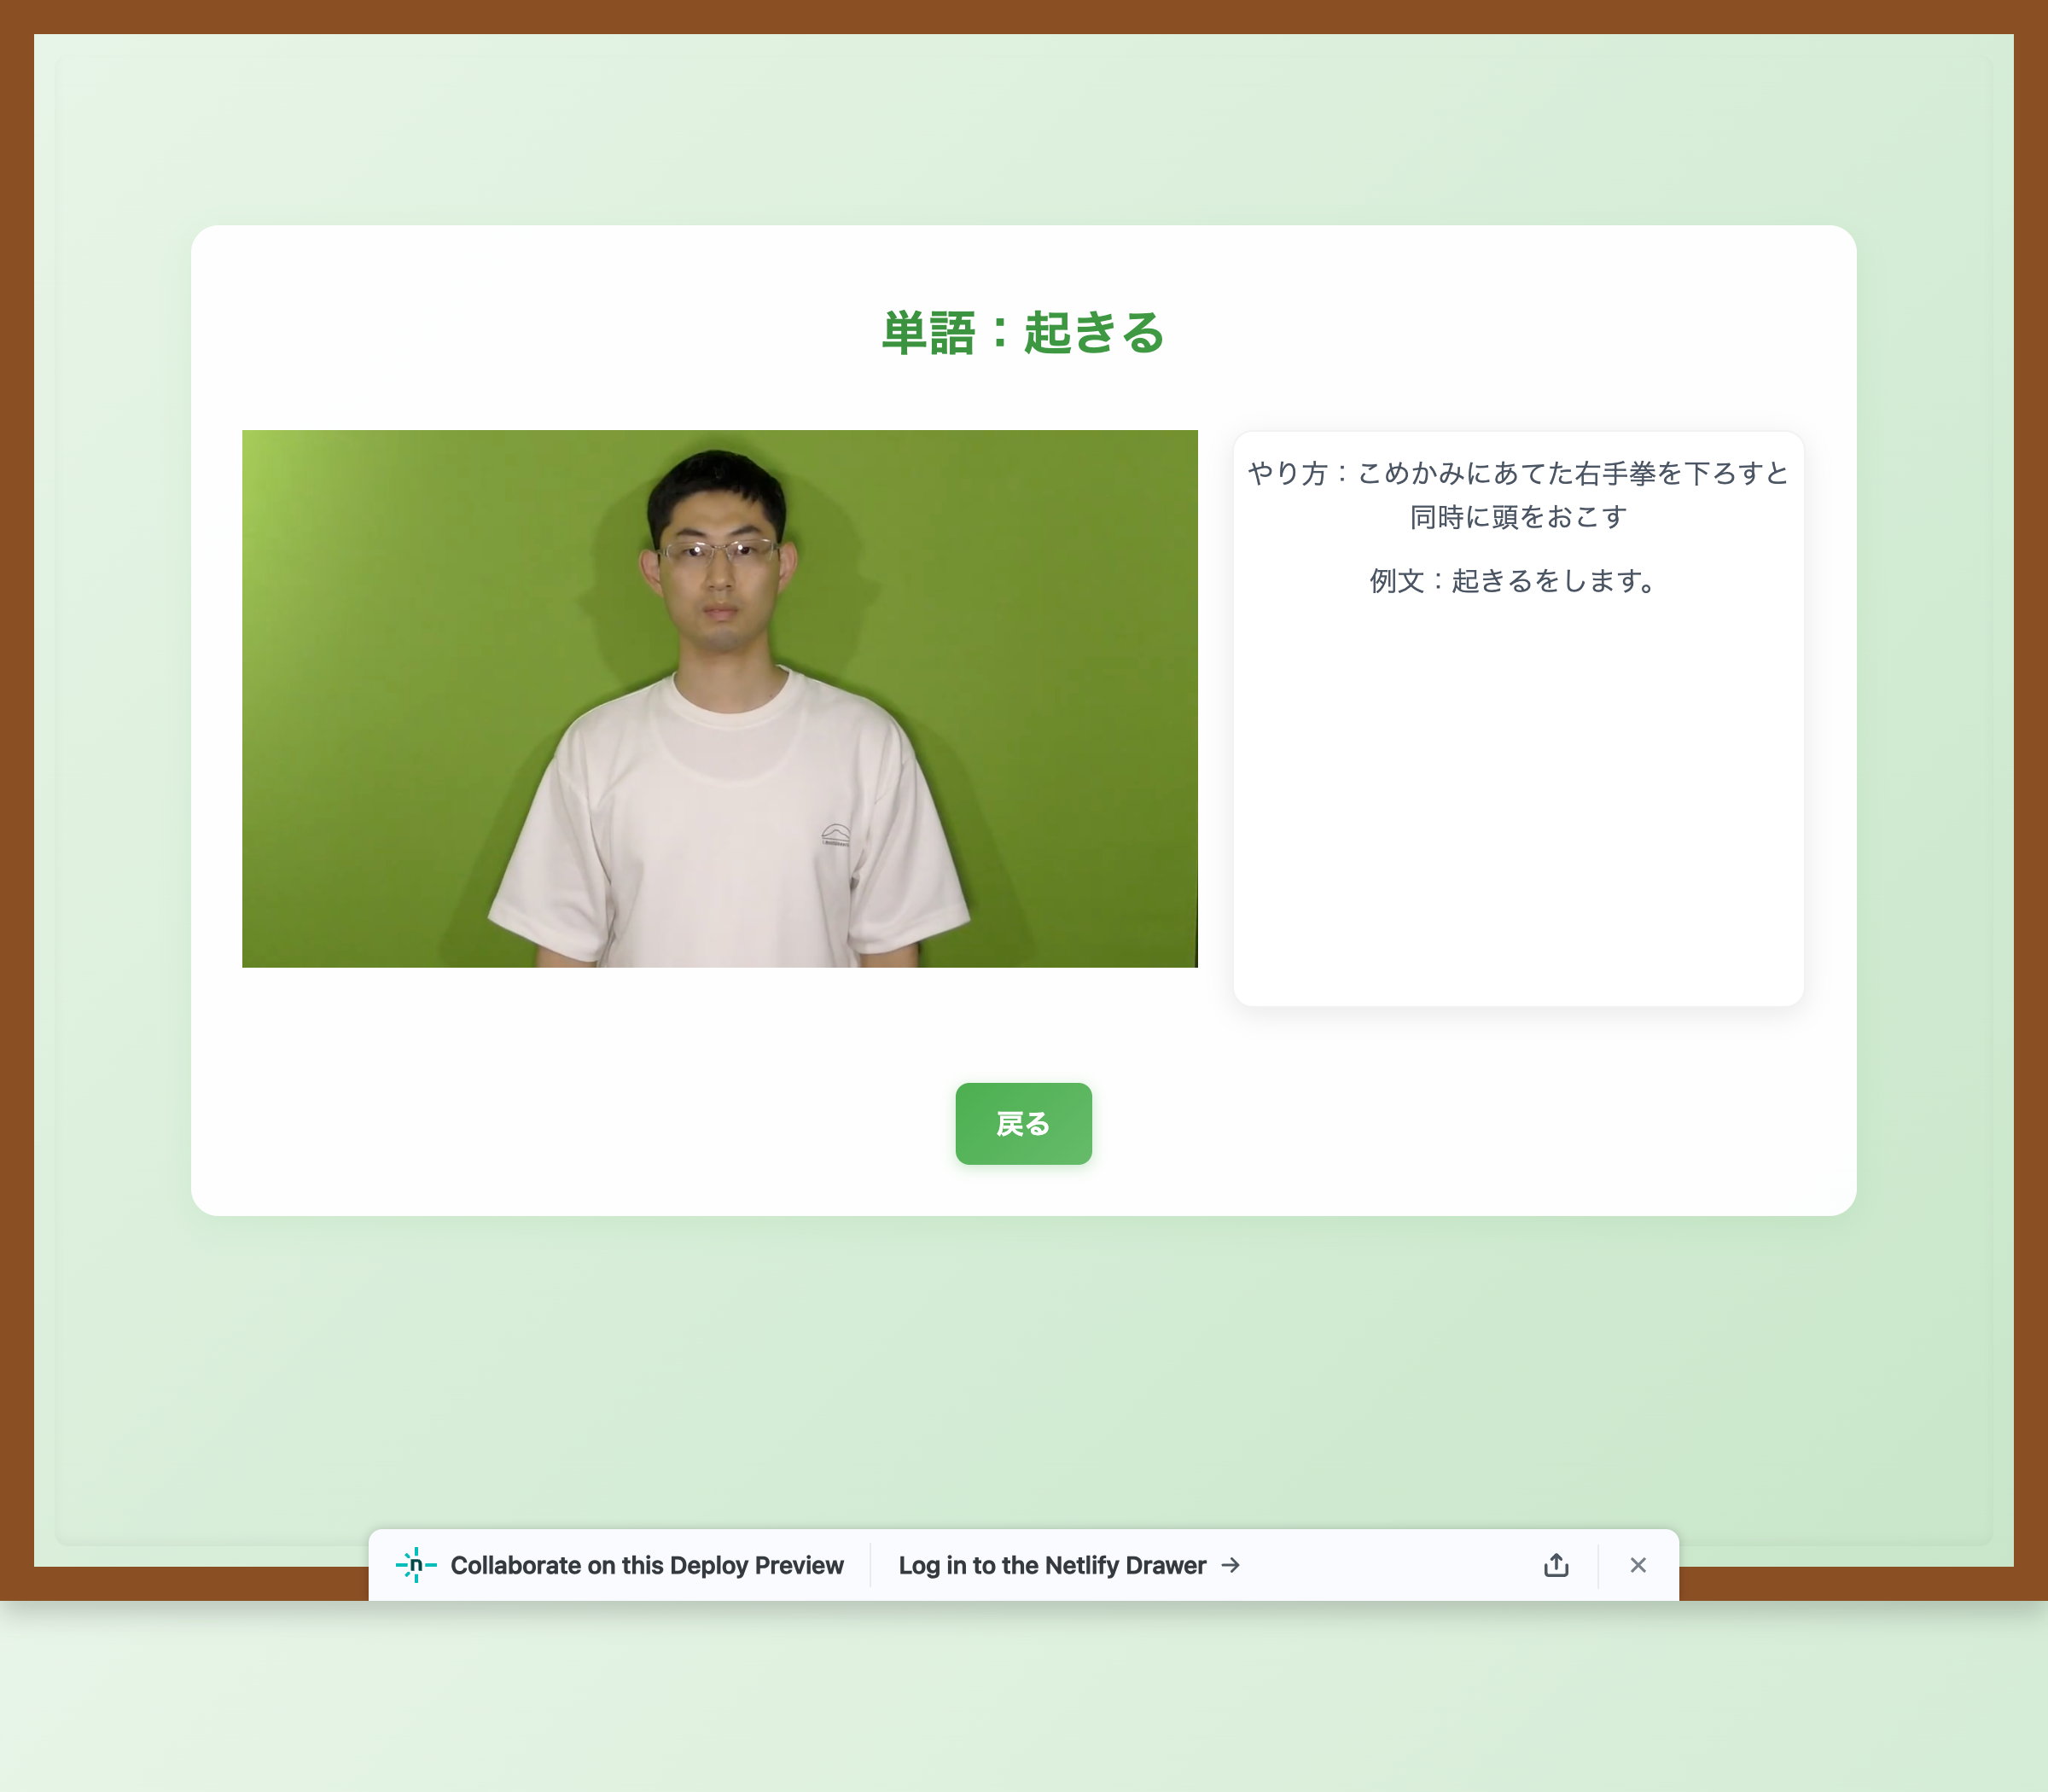 単語：起きる
やり方：こめかみにあてた右手拳を下ろすと
同時に頭をおこす
例文：起きるをします。
戻る
n Collaborate on this Deploy Preview
Log in to the Netlify Drawer →